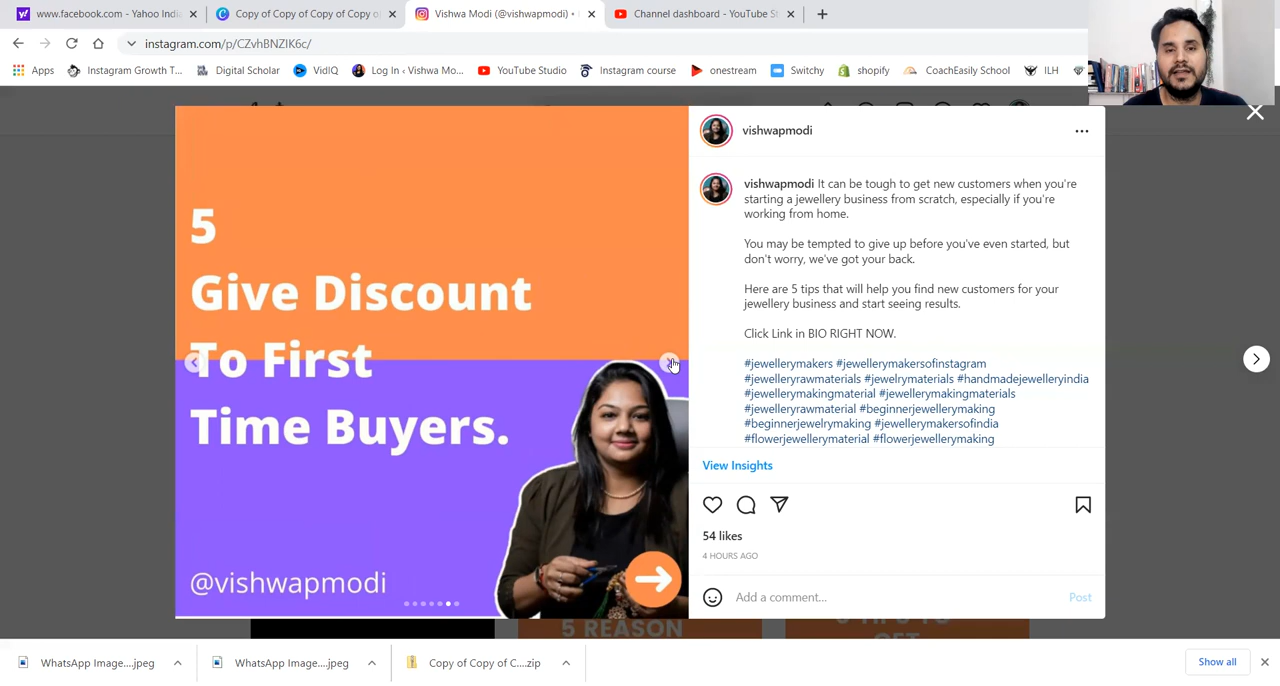 www.facebook.com - Yahoo Indi
Copy of Copy of Copy of Copy o
Vishwa Modi (@vishwapmodi) •
Channel dashboard - YouTube St
instagram.com/p/CZvhBNZIK6c/
Apps
Instagram Growth T...
Digital Scholar
VidIQ
Log In ‹ Vishwa Mo...
YouTube Studio
Instagram course
onestream
Switchy
shopify
CoachEasily School
ILH
5
Give Discount
To First
Time Buyers.
@vishwapmodi
vishwapmodi
vishwapmodi It can be tough to get new customers when you're
starting a jewellery business from scratch, especially if you're
working from home.
You may be tempted to give up before you've even started, but
don't worry, we've got your back.
Here are 5 tips that will help you find new customers for your
jewellery business and start seeing results.
Click Link in BIO RIGHT NOW.
#jewellerymakers #jewellerymakersofinstagram
#jewelleryrawmaterials #jewelrymaterials #handmadejewelleryindia
#jewellerymakingmaterial #jewellerymakingmaterials
#jewelleryrawmaterial #beginnerjewellerymaking
#beginnerjewelrymaking #jewellerymakersofindia
#flowerjewellerymaterial #flowerjewellerymaking
View Insights
54 likes
4 HOURS AGO
Add a comment...
Post
5 REASON
WhatsApp Image....jpeg
WhatsApp Image....jpeg
Copy of Copy of C....zip
Show all